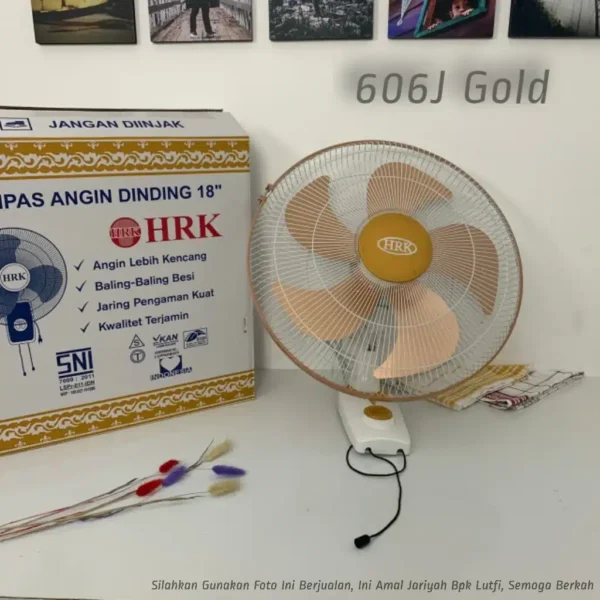 606J Gold
JANGAN DIINJAK
IPAS ANGIN DINDING 18"
HRK HRK
Angin Lebih Kencang
Baling-Baling Besi
Jaring Pengaman Kuat
Kwalitet Terjamin
HRK
HRK
SNI
KAN
INDONESIA
Silahkan Gunakan Foto Ini Berjualan, Ini Amal Jariyah Bpk Lutfi, Semoga Berkah